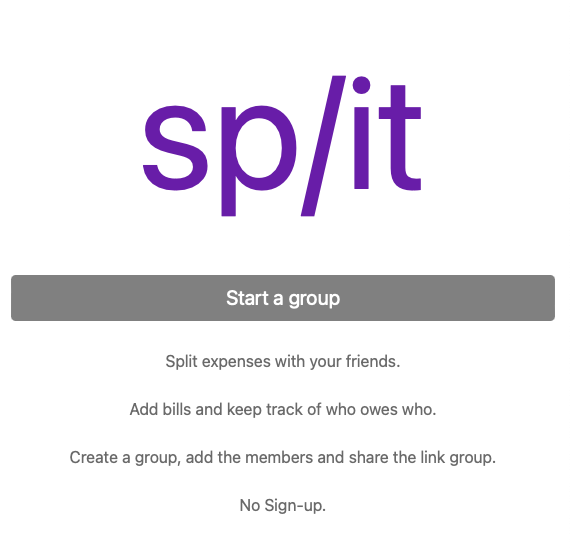 sp/it
Start a group
Split expenses with your friends.
Add bills and keep track of who owes who.
Create a group, add the members and share the link group.
No Sign-up.